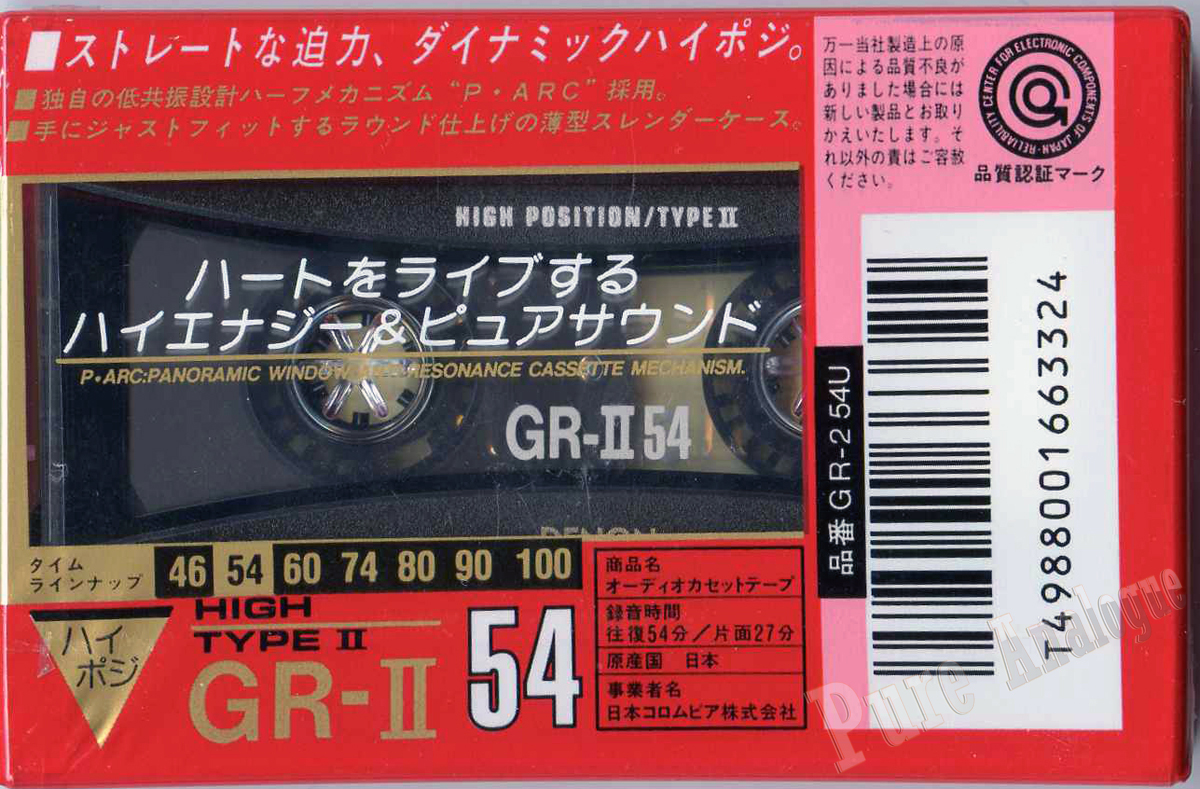 ■ストレートな迫力、ダイナミックハイポジ。
■独自の低共振設計ハーフメカニズム“P・ARC”採用。
■手にジャストフィットするラウンド仕上げの薄型スレンダーケース。
HIGH POSITION/TYPE II
ハートをライブする
ハイエナジー&ピュアサウンド
P・ARC:PANORAMIC WINDOW RESONANCE CASSETTE MECHANISM.
GR-II 54
DENON
タイム
ラインナップ
46 54 60 74 80 90 100
ハイ
ポジ
HIGH
TYPE II
GR-II
54
商品名
オーディオカセットテープ
録音時間
往復54分／片面27分
原産国 日本
事業者名
日本コロムビア株式会社
万一当社製造上の原
因による品質不良が
ありました場合には
新しい製品とお取り
かえいたします。そ
れ以外の責はご容赦
ください。
RELIABILITY CENTER FOR ELECTRONIC COMPONENTS OF JAPAN
品質認証マーク
品番GR-2 54U
T4988001663324
Pure Analogue